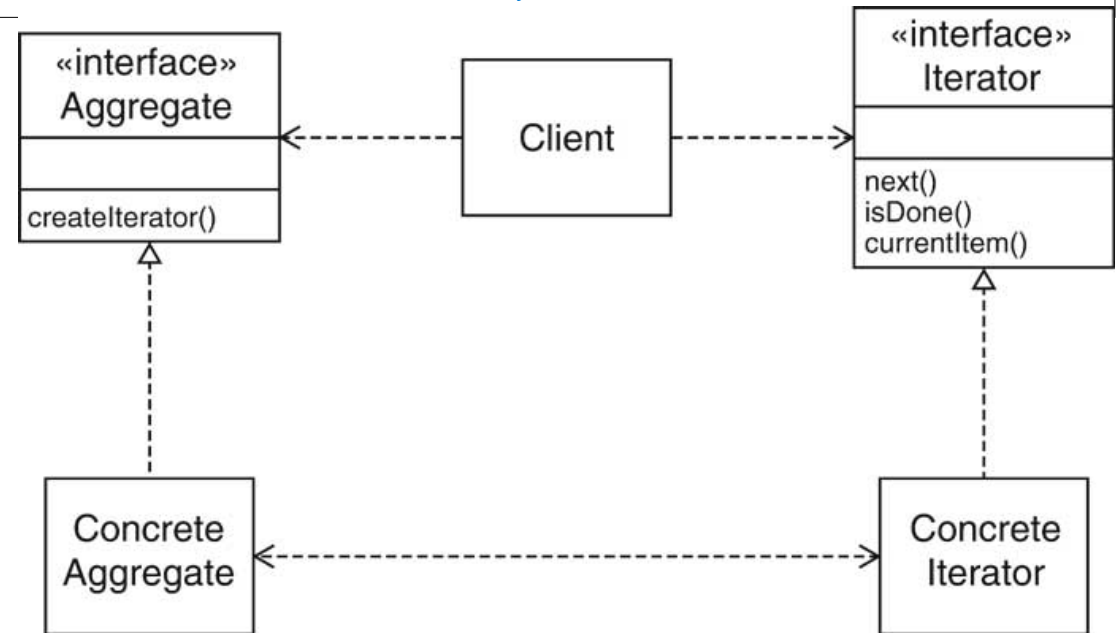 «interface»
Aggregate
createIterator()
Client
«interface»
Iterator
next()
isDone()
currentItem()
Concrete
Aggregate
Concrete
Iterator